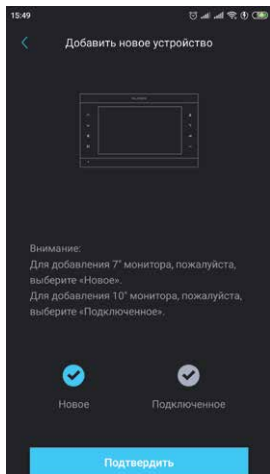 15:49
Добавить новое устройство
Внимание:
Для добавления 7" монитора, пожалуйста,
выберите «Новое».
Для добавления 10" монитора, пожалуйста,
выберите «Подключенное».
Новое
Подключенное
Подтвердить